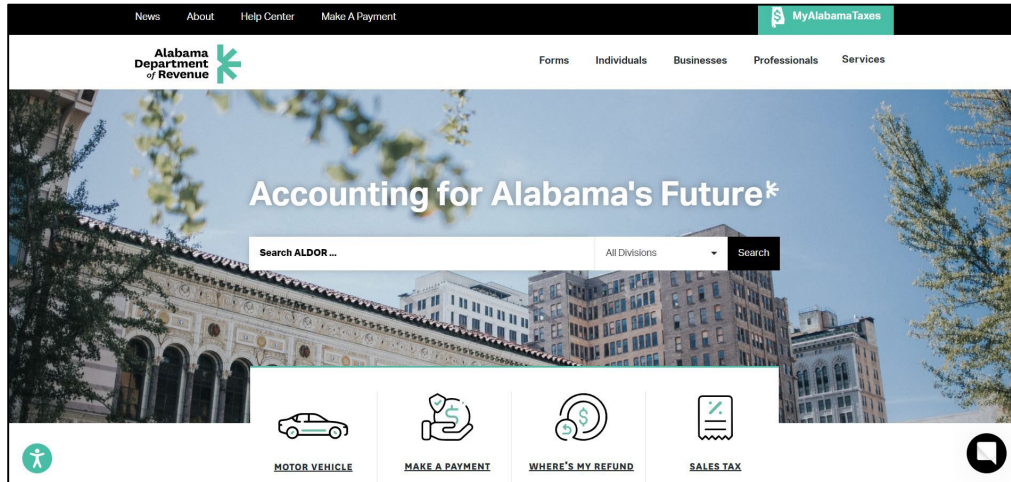 News About Help Center Make A Payment MyAlabamaTaxes
Alabama
Department
of Revenue
Forms Individuals Businesses Professionals Services
Accounting for Alabama's Future
Search ALDOR ... All Divisions Search
MOTOR VEHICLE MAKE A PAYMENT WHERE'S MY REFUND SALES TAX